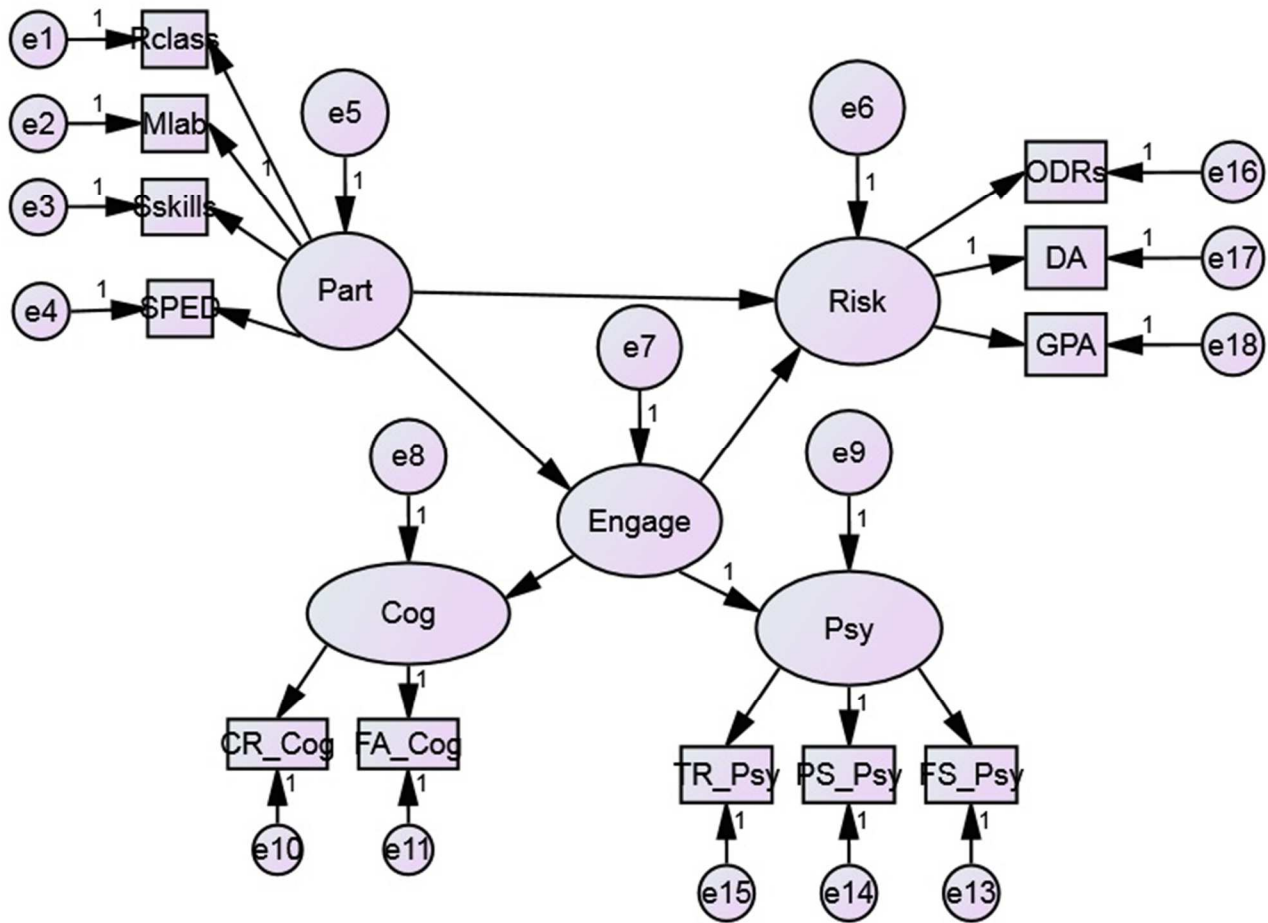 e1
1
Rclass
e2
1
Mlab
e3
1
Sskills
e4
1
SPED
1
e5
1
Part
e6
1
Risk
ODRs
1
e16
1
DA
1
e17
GPA
1
e18
e7
1
Engage
e8
1
Cog
1
e9
1
Psy
CR_Cog
1
e10
1
FA_Cog
1
e11
TR_Psy
1
e15
1
PS_Psy
1
e14
FS_Psy
1
e13